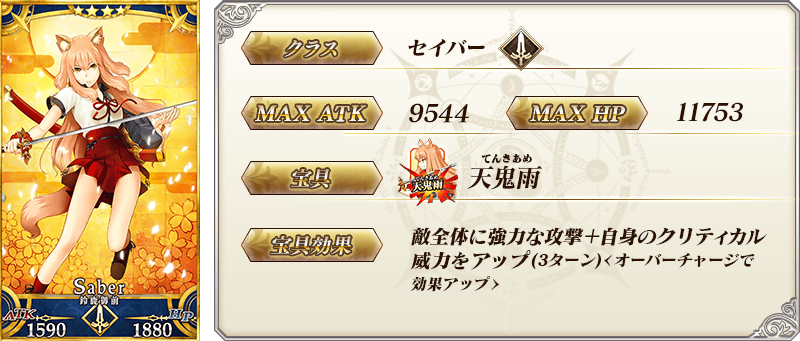 Saber
鈴鹿御前
ATK
HP
1590
1880
クラス
セイバー
MAX ATK
9544
MAX HP
11753
宝具
天鬼雨
てんきあめ
天鬼雨
宝具効果
敵全体に強力な攻撃+自身のクリティカル
威力をアップ(3ターン)<オーバーチャージで
効果アップ>